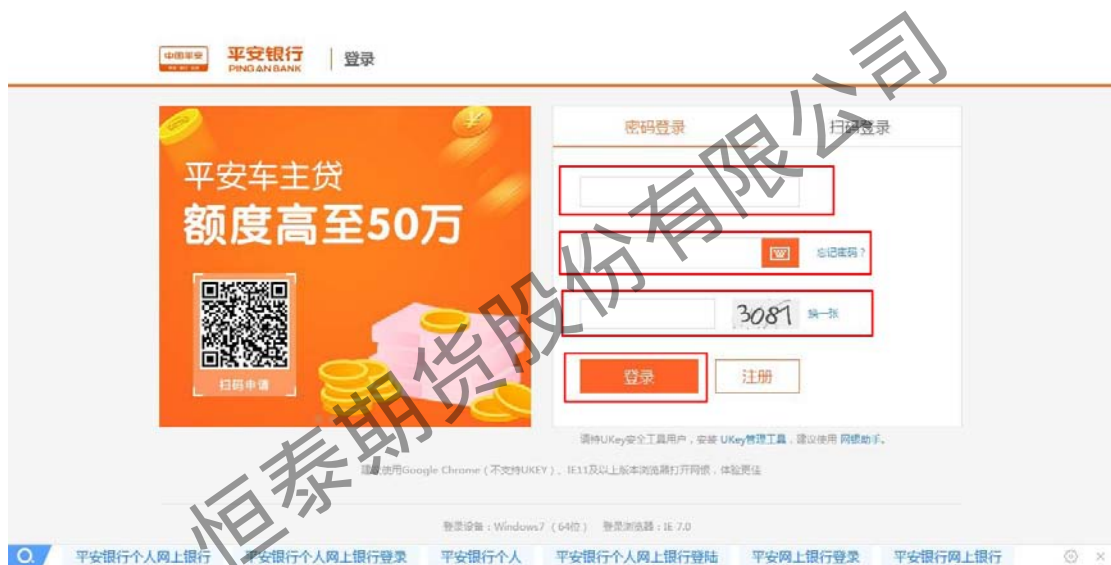 中国平安
平安银行
PING AN BANK
登录
平安车主贷
额度高至50万
扫码申请
密码登录
扫码登录
忘记密码？
3081
换一张
登录
注册
请持UKey安全工具用户，安装 UKey管理工具，建议使用 网银助手。
建议使用Google Chrome（不支持UKEY）、IE11及以上版本浏览器打开网银，体验更佳
登录设备：Windows7 （64位） 登录浏览器：IE 7.0
平安银行个人网上银行 平安银行个人网上银行登录 平安银行个人 平安银行个人网上银行登陆 平安网上银行登录 平安银行网上银行
恒泰期货股份有限公司